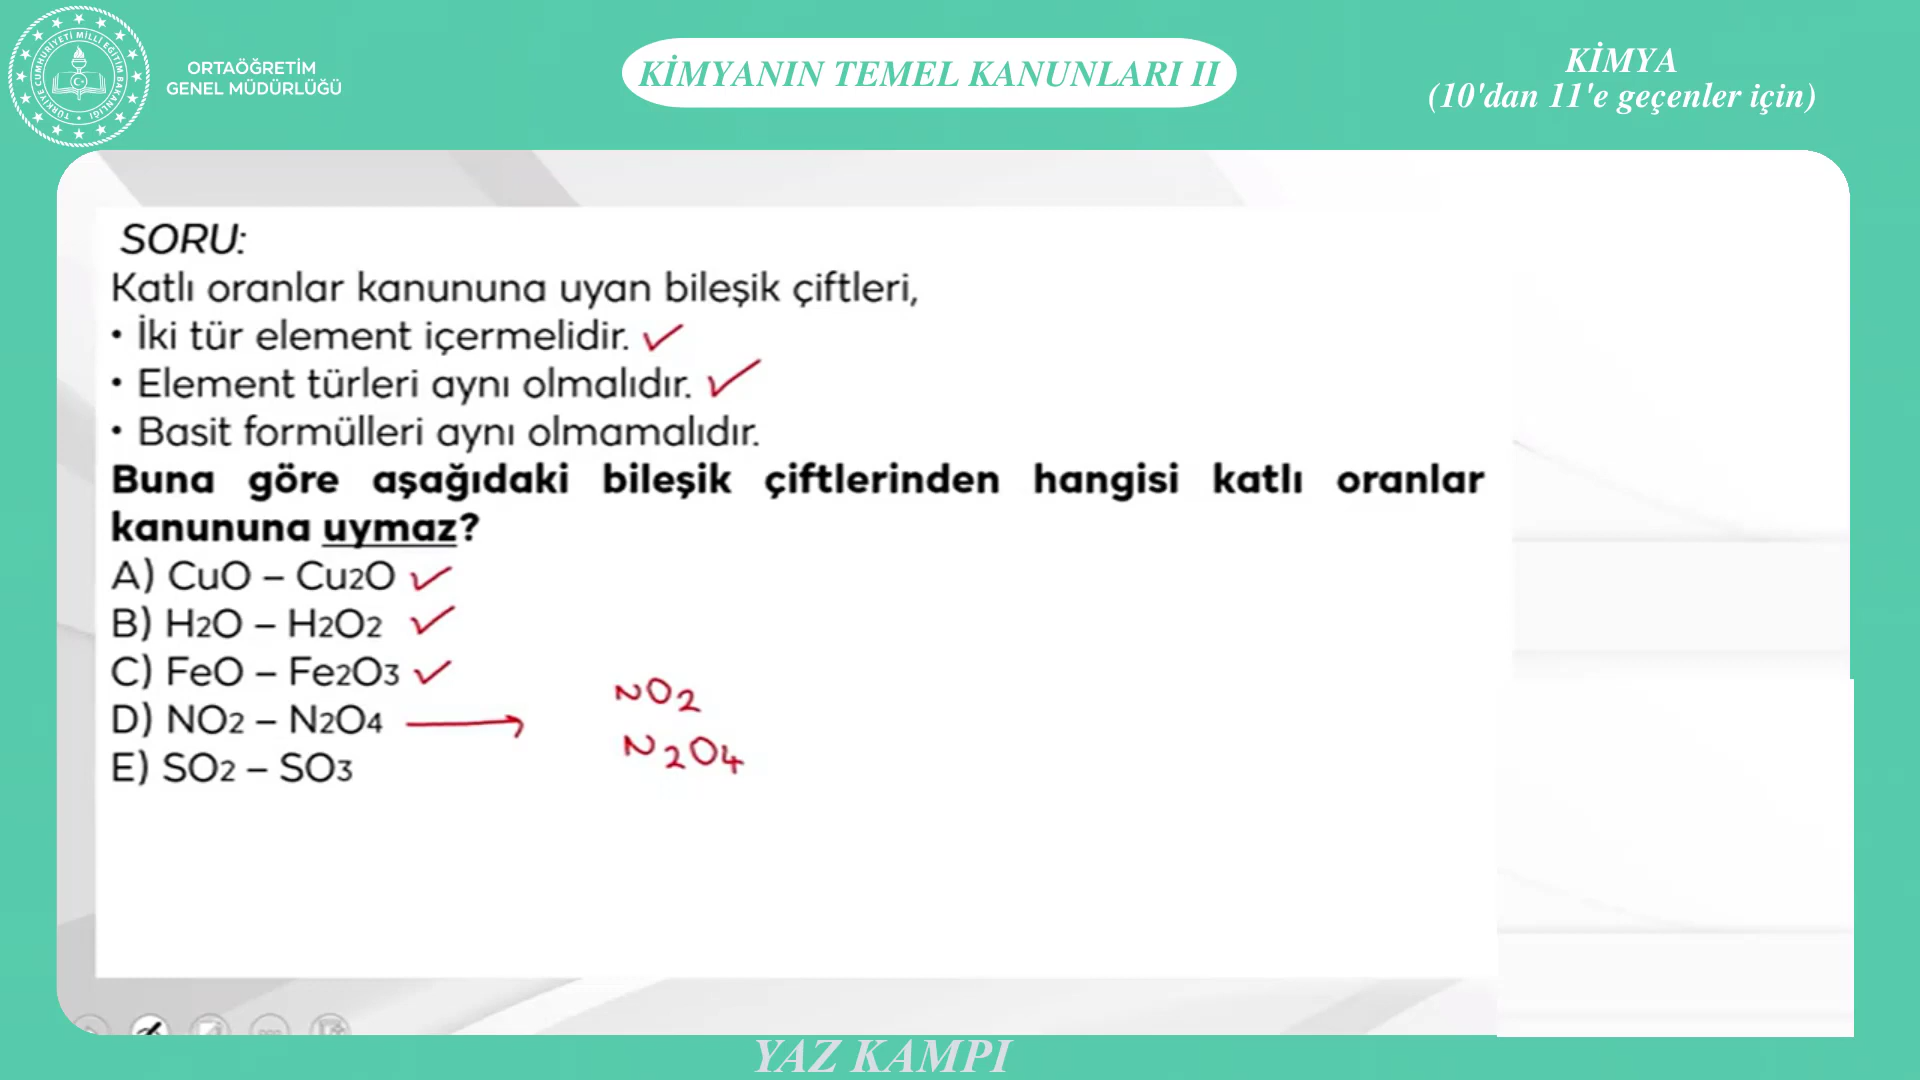 ORTAÖĞRETİM
GENEL MÜDÜRLÜĞÜ
KİMYANIN TEMEL KANUNLARI II
KİMYA
(10'dan 11'e geçenler için)
SORU:
Katlı oranlar kanununa uyan bileşik çiftleri,
• İki tür element içermelidir. ✓
• Element türleri aynı olmalıdır. ✓
• Basit formülleri aynı olmamalıdır.
Buna göre aşağıdaki bileşik çiftlerinden hangisi katlı oranlar
kanununa uymaz?
A) CuO – Cu2O ✓
B) H2O – H2O2 ✓
C) FeO – Fe2O3 ✓
NO2
D) NO2 – N2O4 →
N2O4
E) SO2 – SO3
YAZ KAMPI